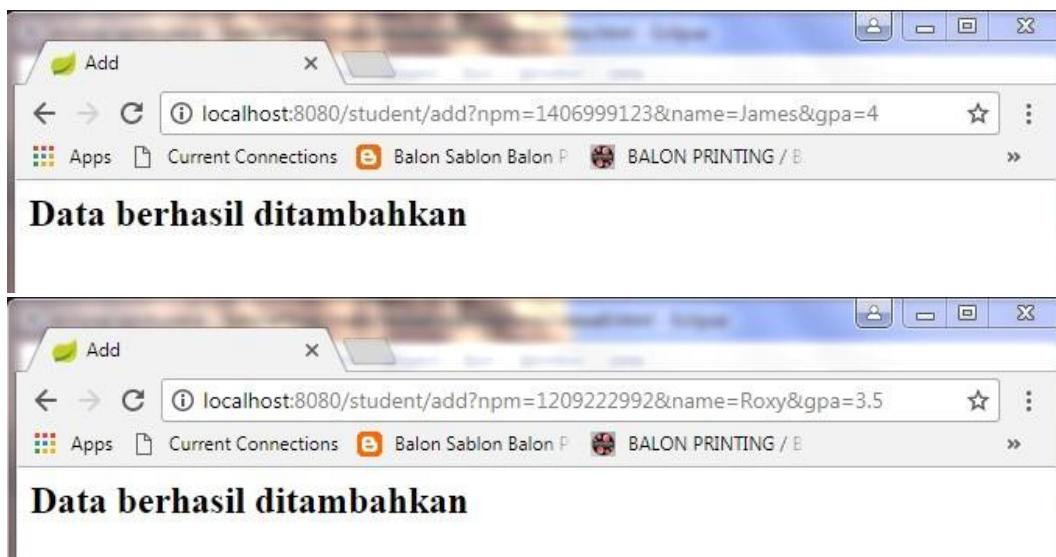 Add
localhost:8080/student/add?npm=1406999123&name=James&gpa=4
Apps Current Connections Balon Sablon Balon P BALON PRINTING / B
Data berhasil ditambahkan
Add
localhost:8080/student/add?npm=1209222992&name=Roxy&gpa=3.5
Apps Current Connections Balon Sablon Balon P BALON PRINTING / B
Data berhasil ditambahkan